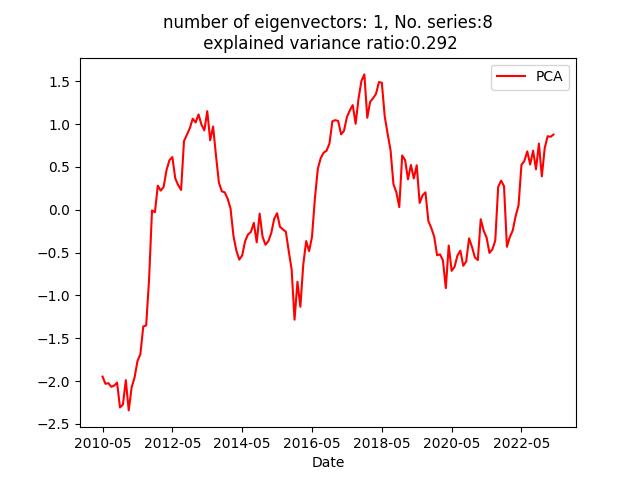 number of eigenvectors: 1, No. series:8
explained variance ratio:0.292
PCA
1.5
1.0
0.5
0.0
−0.5
−1.0
−1.5
−2.0
−2.5
2010-05 2012-05 2014-05 2016-05 2018-05 2020-05 2022-05
Date